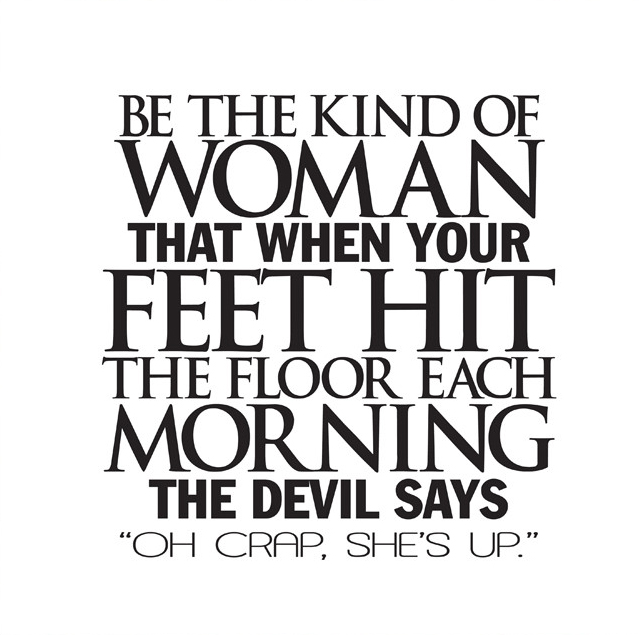 BE THE KIND OF
WOMAN
THAT WHEN YOUR
FEET HIT
THE FLOOR EACH
MORNING
THE DEVIL SAYS
“OH CRAP, SHE’S UP.”